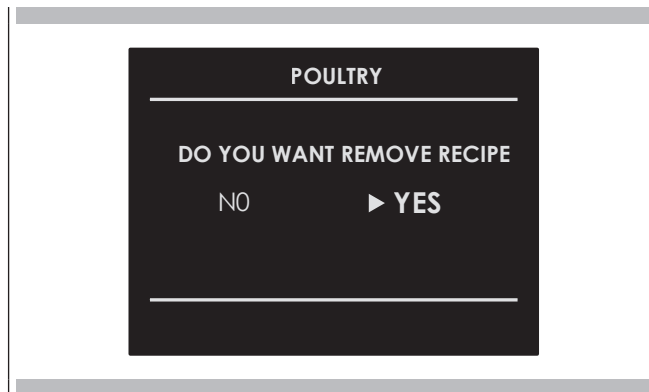 POULTRY
DO YOU WANT REMOVE RECIPE
N0 ▶ YES